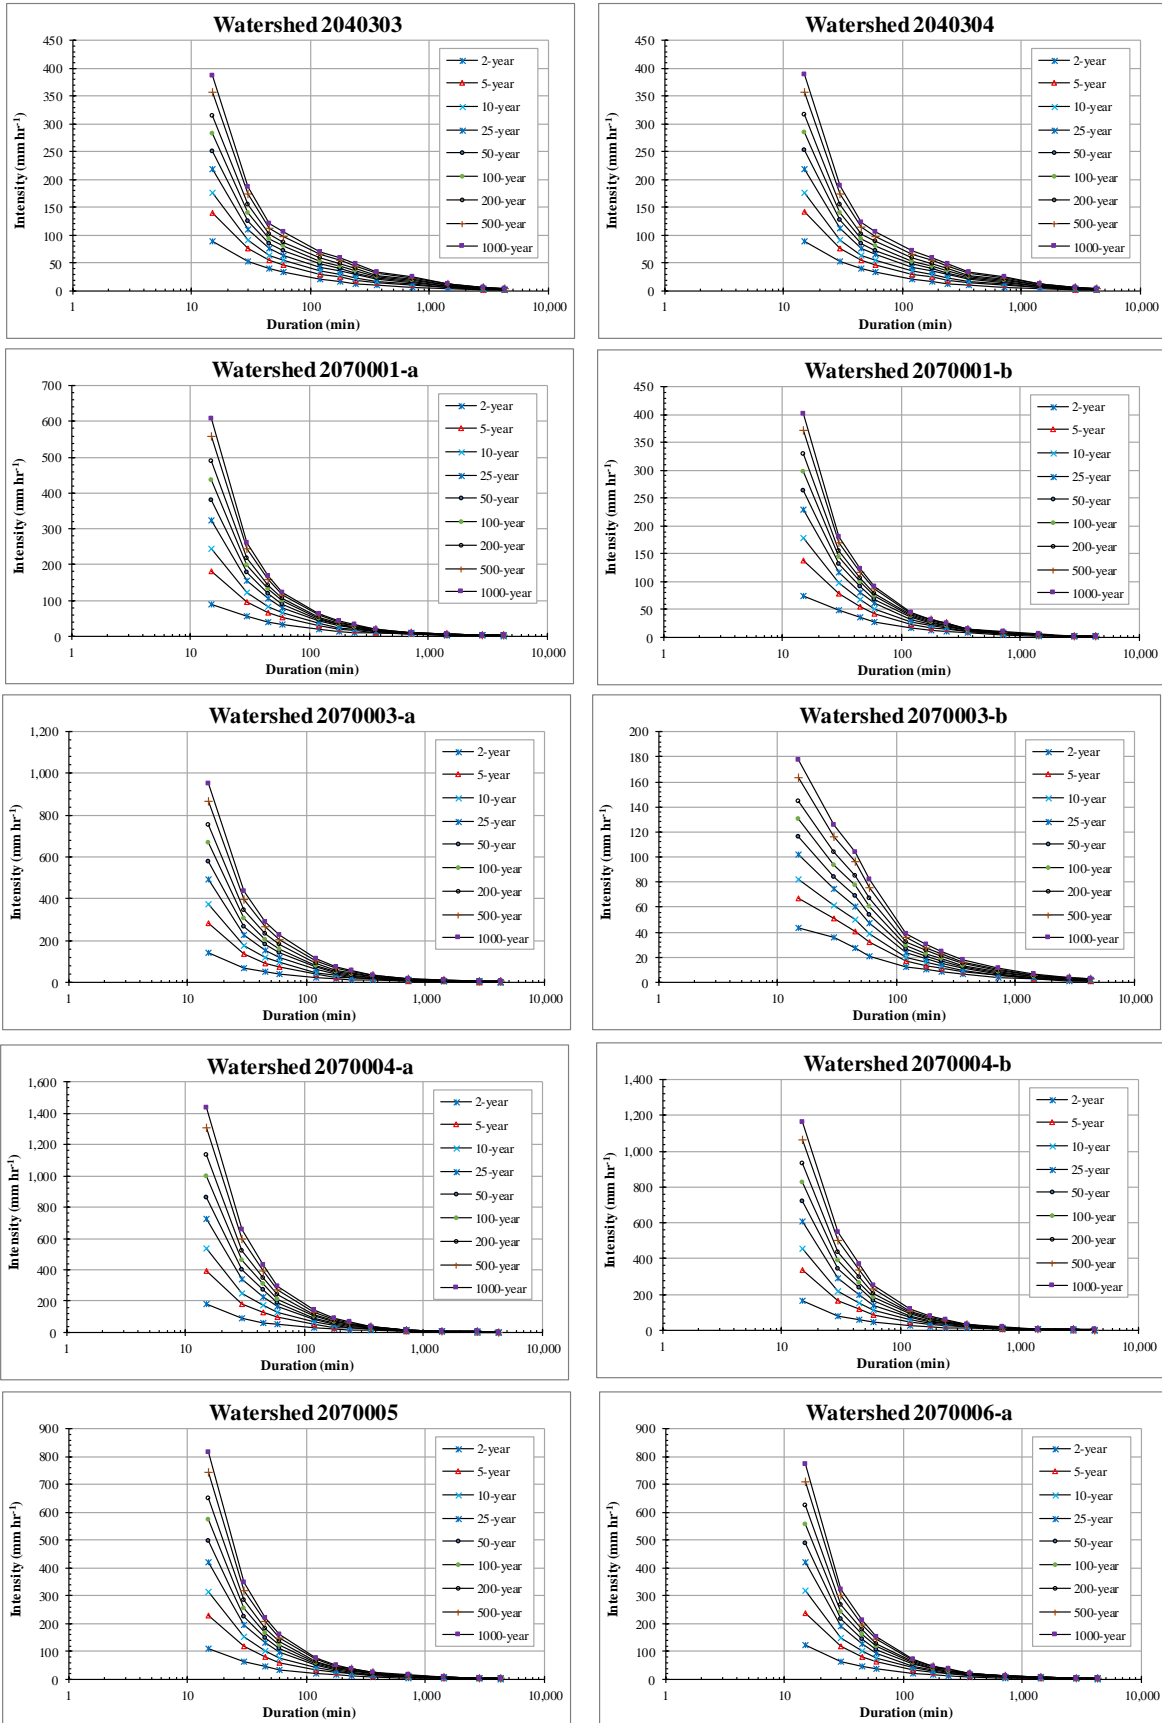 Watershed 2040303
Intensity (mm hr-1)
450
400
350
300
250
200
150
100
50
0
1 10 100 1,000 10,000
Duration (min)
2-year
5-year
10-year
25-year
50-year
100-year
200-year
500-year
1000-year
Watershed 2040304
Intensity (mm hr-1)
450
400
350
300
250
200
150
100
50
0
1 10 100 1,000 10,000
Duration (min)
2-year
5-year
10-year
25-year
50-year
100-year
200-year
500-year
1000-year
Watershed 2070001-a
Intensity (mm hr-1)
700
600
500
400
300
200
100
0
1 10 100 1,000 10,000
Duration (min)
2-year
5-year
10-year
25-year
50-year
100-year
200-year
500-year
1000-year
Watershed 2070001-b
Intensity (mm hr-1)
450
400
350
300
250
200
150
100
50
0
1 10 100 1,000 10,000
Duration (min)
2-year
5-year
10-year
25-year
50-year
100-year
200-year
500-year
1000-year
Watershed 2070003-a
Intensity (mm hr-1)
1,200
1,000
800
600
400
200
0
1 10 100 1,000 10,000
Duration (min)
2-year
5-year
10-year
25-year
50-year
100-year
200-year
500-year
1000-year
Watershed 2070003-b
Intensity (mm hr-1)
200
180
160
140
120
100
80
60
40
20
0
1 10 100 1,000 10,000
Duration (min)
2-year
5-year
10-year
25-year
50-year
100-year
200-year
500-year
1000-year
Watershed 2070004-a
Intensity (mm hr-1)
1,600
1,400
1,200
1,000
800
600
400
200
0
1 10 100 1,000 10,000
Duration (min)
2-year
5-year
10-year
25-year
50-year
100-year
200-year
500-year
1000-year
Watershed 2070004-b
Intensity (mm hr-1)
1,400
1,200
1,000
800
600
400
200
0
1 10 100 1,000 10,000
Duration (min)
2-year
5-year
10-year
25-year
50-year
100-year
200-year
500-year
1000-year
Watershed 2070005
Intensity (mm hr-1)
900
800
700
600
500
400
300
200
100
0
1 10 100 1,000 10,000
Duration (min)
2-year
5-year
10-year
25-year
50-year
100-year
200-year
500-year
1000-year
Watershed 2070006-a
Intensity (mm hr-1)
900
800
700
600
500
400
300
200
100
0
1 10 100 1,000 10,000
Duration (min)
2-year
5-year
10-year
25-year
50-year
100-year
200-year
500-year
1000-year